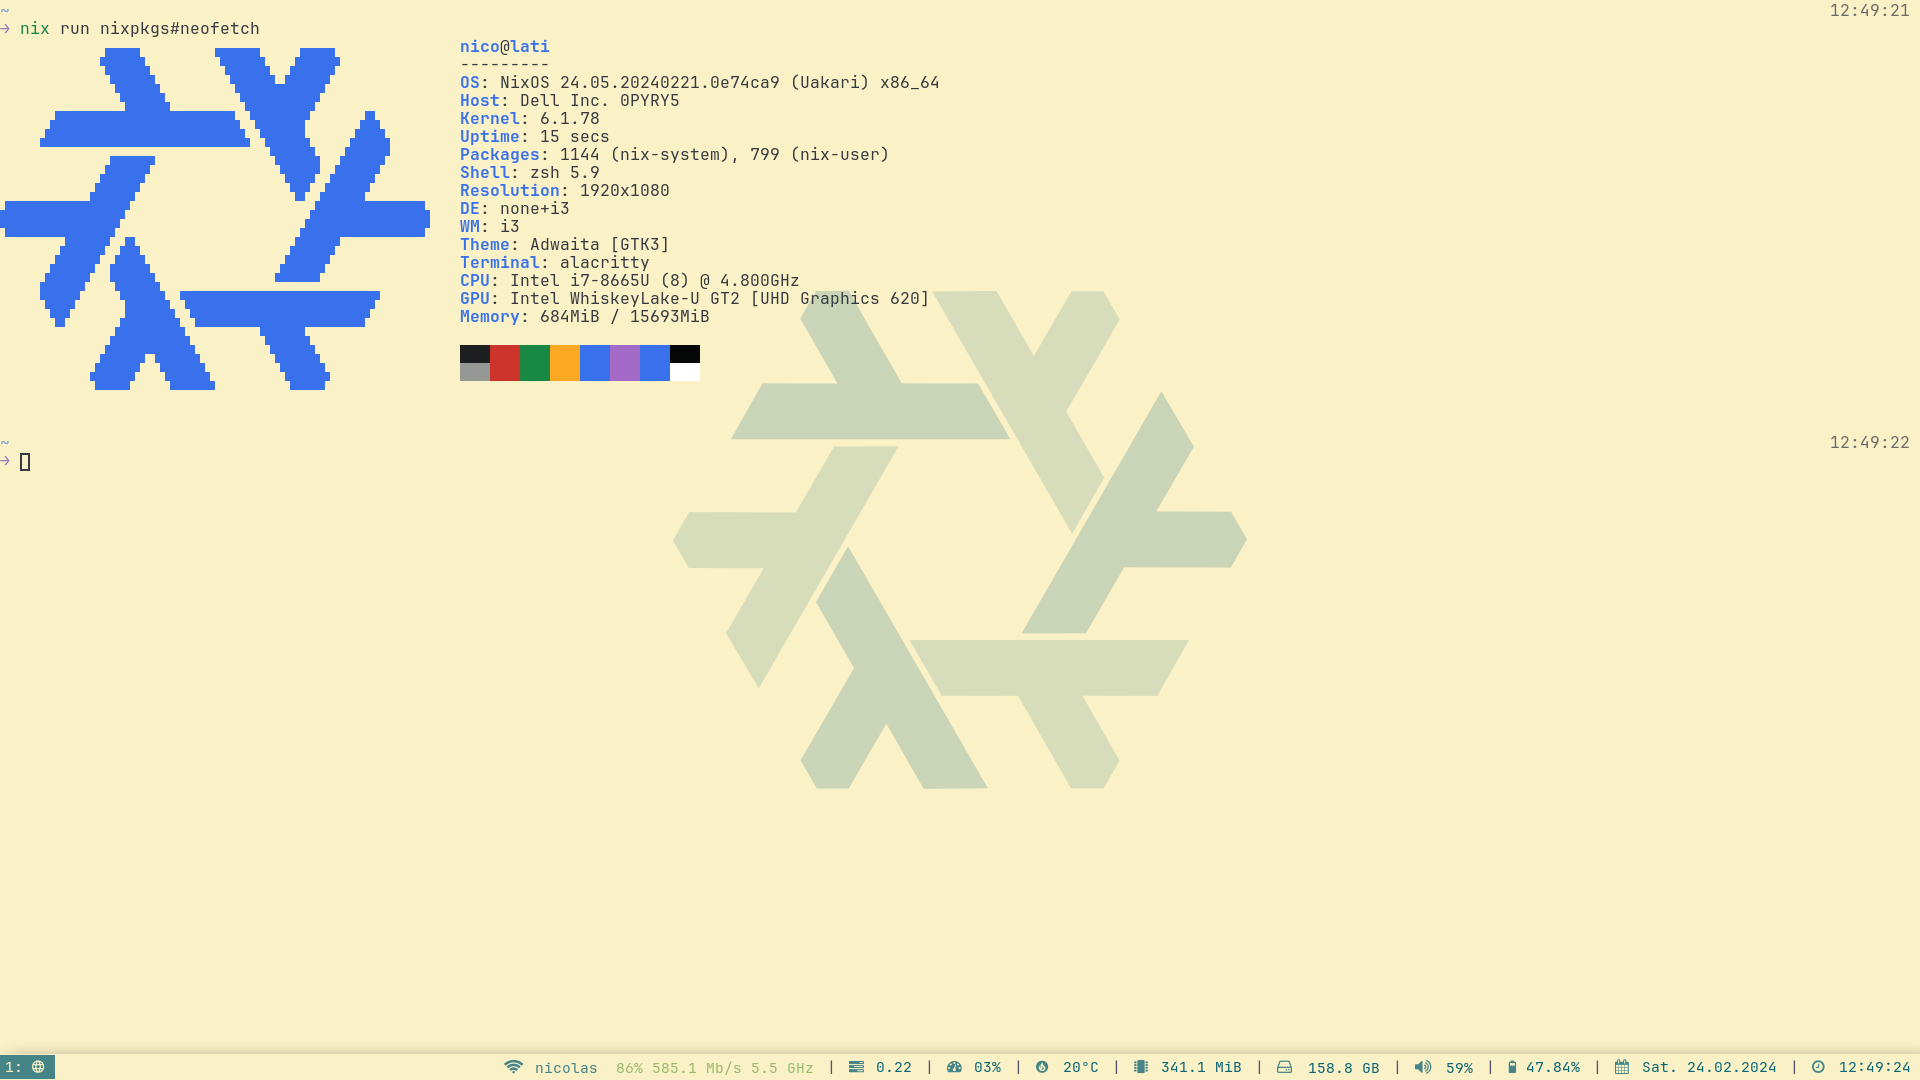 ~ 12:49:21
→ nix run nixpkgs#neofetch
nico@lati
---------
OS: NixOS 24.05.20240221.0e74ca9 (Uakari) x86_64
Host: Dell Inc. 0PYRY5
Kernel: 6.1.78
Uptime: 15 secs
Packages: 1144 (nix-system), 799 (nix-user)
Shell: zsh 5.9
Resolution: 1920x1080
DE: none+i3
WM: i3
Theme: Adwaita [GTK3]
Terminal: alacritty
CPU: Intel i7-8665U (8) @ 4.800GHz
GPU: Intel WhiskeyLake-U GT2 [UHD Graphics 620]
Memory: 684MiB / 15693MiB
~ 12:49:22
→
1: nicolas 86% 585.1 Mb/s 5.5 GHz | 0.22 | 03% | 20°C | 341.1 MiB | 158.8 GB | 59% | 47.84% | Sat. 24.02.2024 | 12:49:24